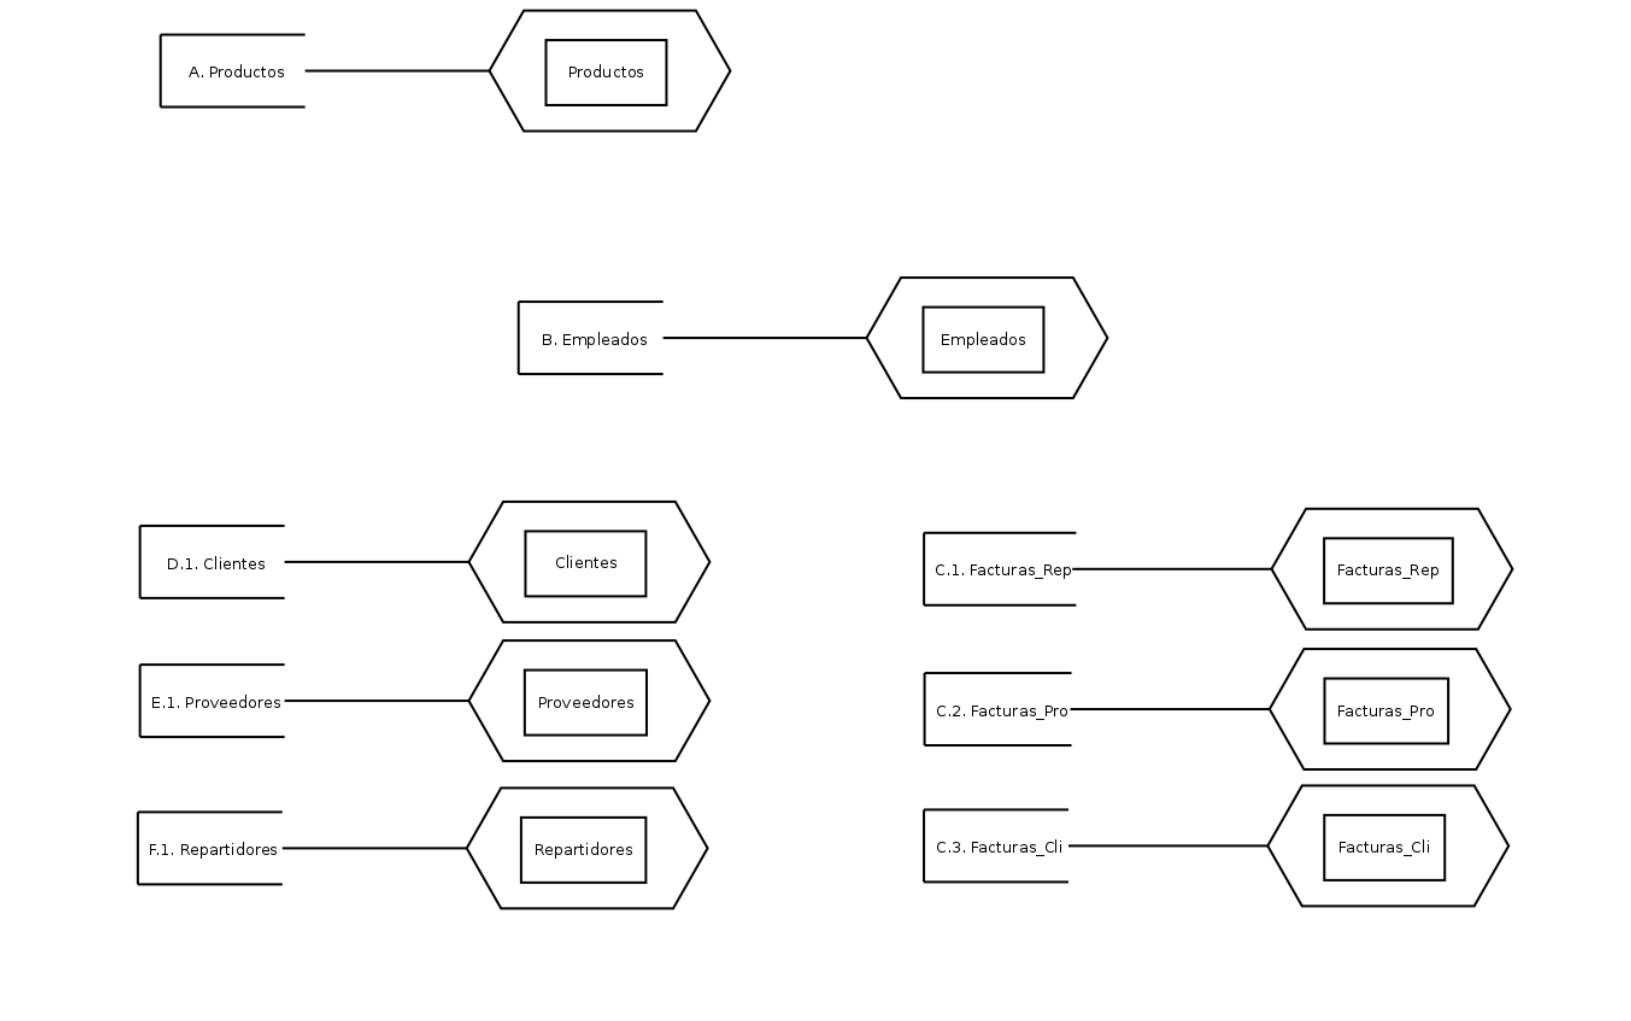 A. Productos
Productos
B. Empleados
Empleados
D.1. Clientes
Clientes
E.1. Proveedores
Proveedores
F.1. Repartidores
Repartidores
C.1. Facturas_Rep
Facturas_Rep
C.2. Facturas_Pro
Facturas_Pro
C.3. Facturas_Cli
Facturas_Cli